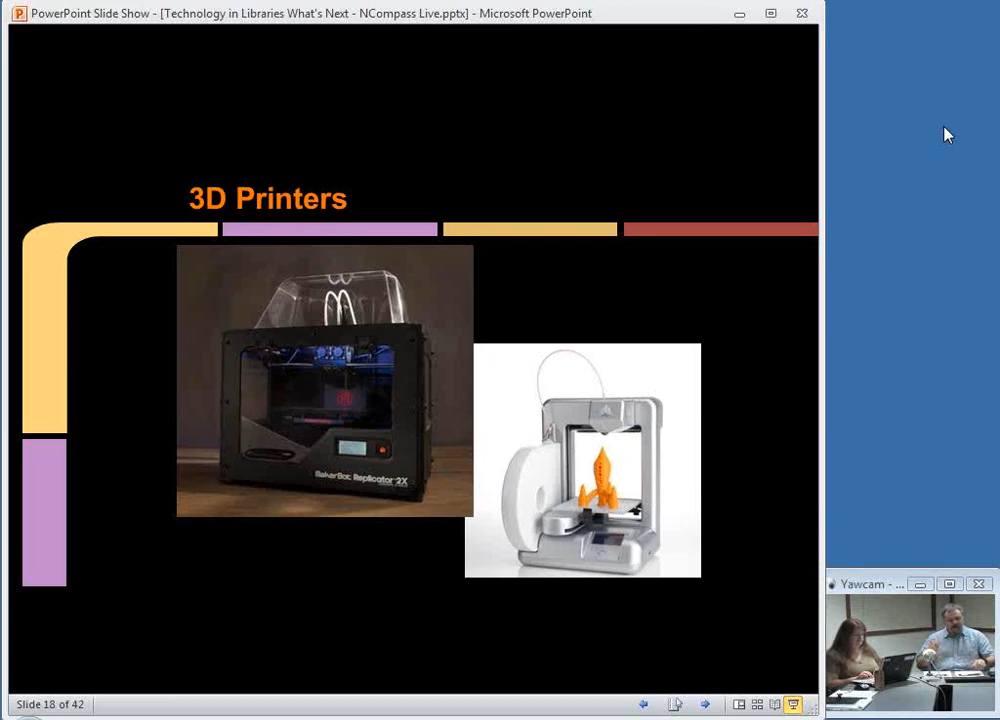 PowerPoint Slide Show - [Technology in Libraries What's Next - NCompass Live.pptx] - Microsoft PowerPoint
3D Printers
MakerBot Replicator 2X
Yawcam - ...
Slide 18 of 42